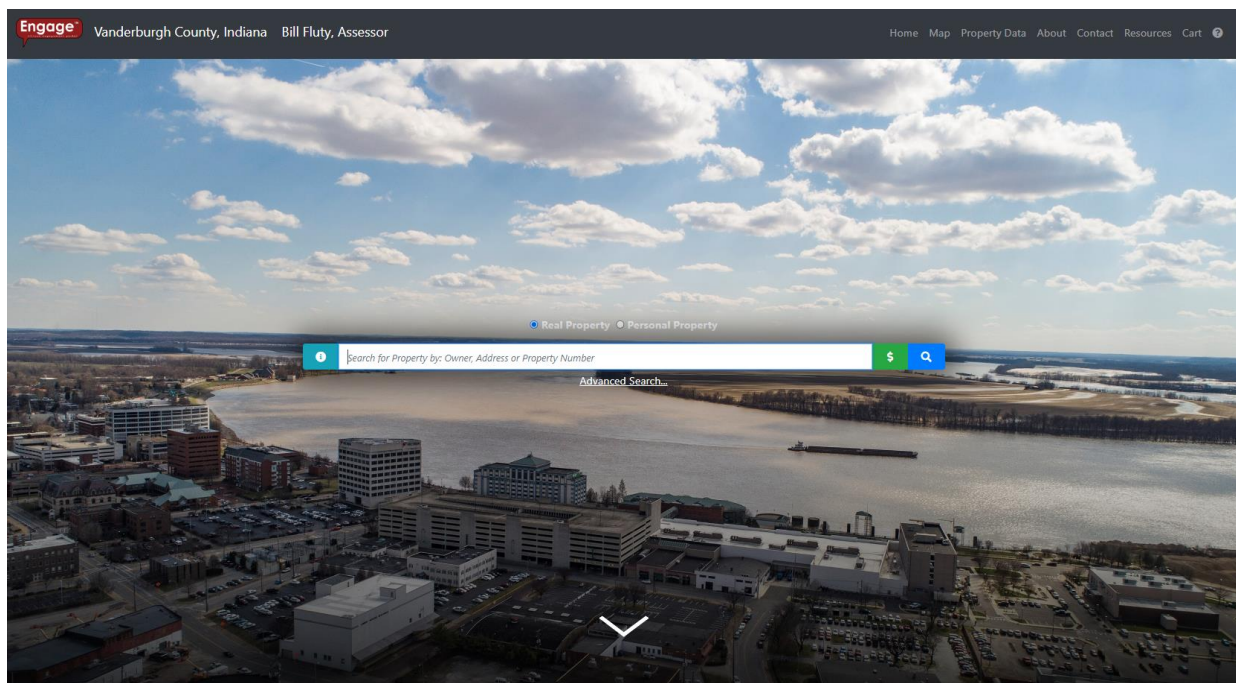 Engage™
Vanderburgh County, Indiana Bill Fluty, Assessor
Home Map Property Data About Contact Resources Cart ?
Real Property Personal Property
Search for Property by: Owner, Address or Property Number
$
Advanced Search...